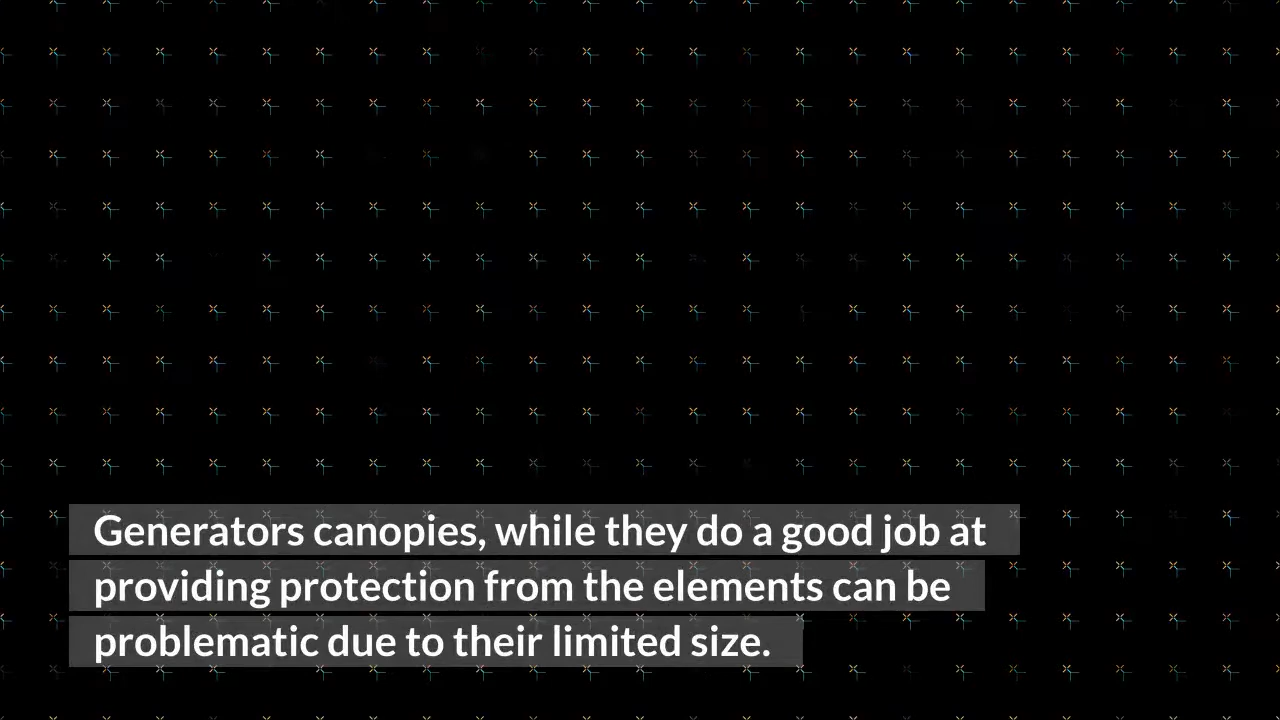 Generators canopies, while they do a good job at
providing protection from the elements can be
problematic due to their limited size.